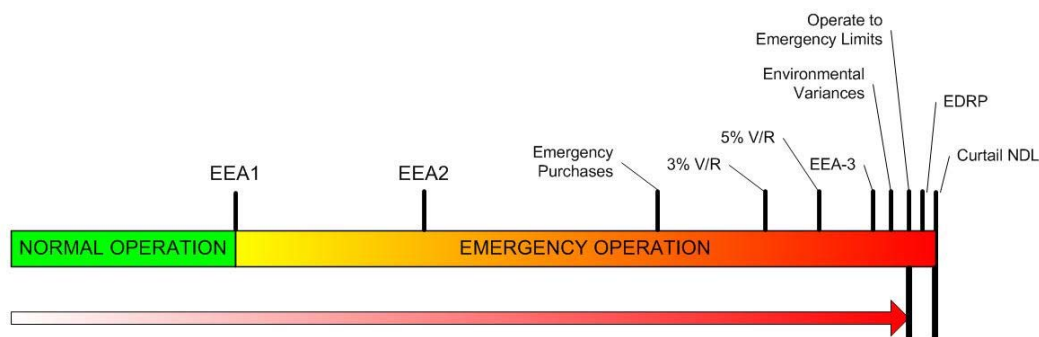 Operate to
Emergency Limits
Environmental
Variances
EDRP
5% V/R
Emergency
Purchases
3% V/R
EEA-3
Curtail NDL
EEA1
EEA2
NORMAL OPERATION
EMERGENCY OPERATION